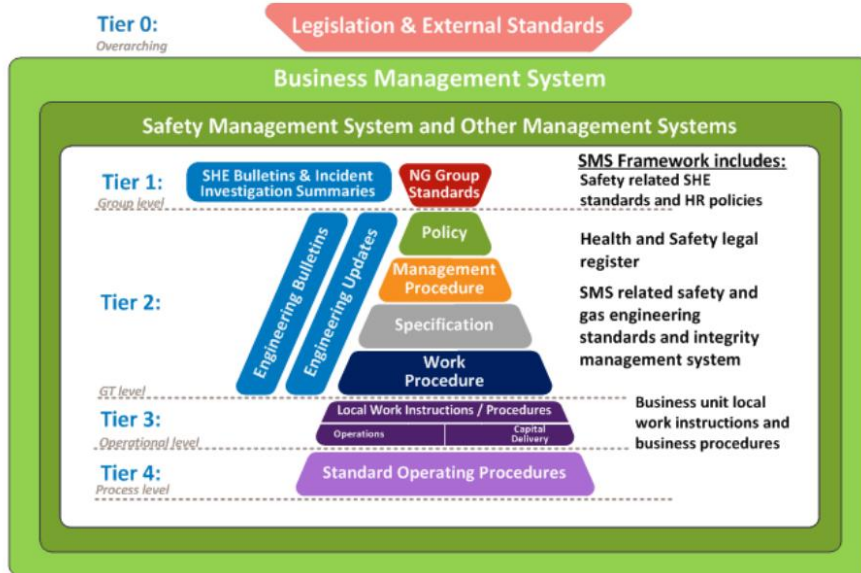 Tier 0:
Overarching
Legislation & External Standards
Business Management System
Safety Management System and Other Management Systems
Tier 1:
Group level
SHE Bulletins & Incident
Investigation Summaries
NG Group
Standards
SMS Framework includes:
Safety related SHE
standards and HR policies
Tier 2:
GT level
Engineering Bulletins
Engineering Updates
Policy
Management
Procedure
Specification
Work
Procedure
Health and Safety legal
register
SMS related safety and
gas engineering
standards and integrity
management system
Tier 3:
Operational level
Local Work Instructions / Procedures
Operations
Capital
Delivery
Business unit local
work instructions and
business procedures
Tier 4:
Process level
Standard Operating Procedures